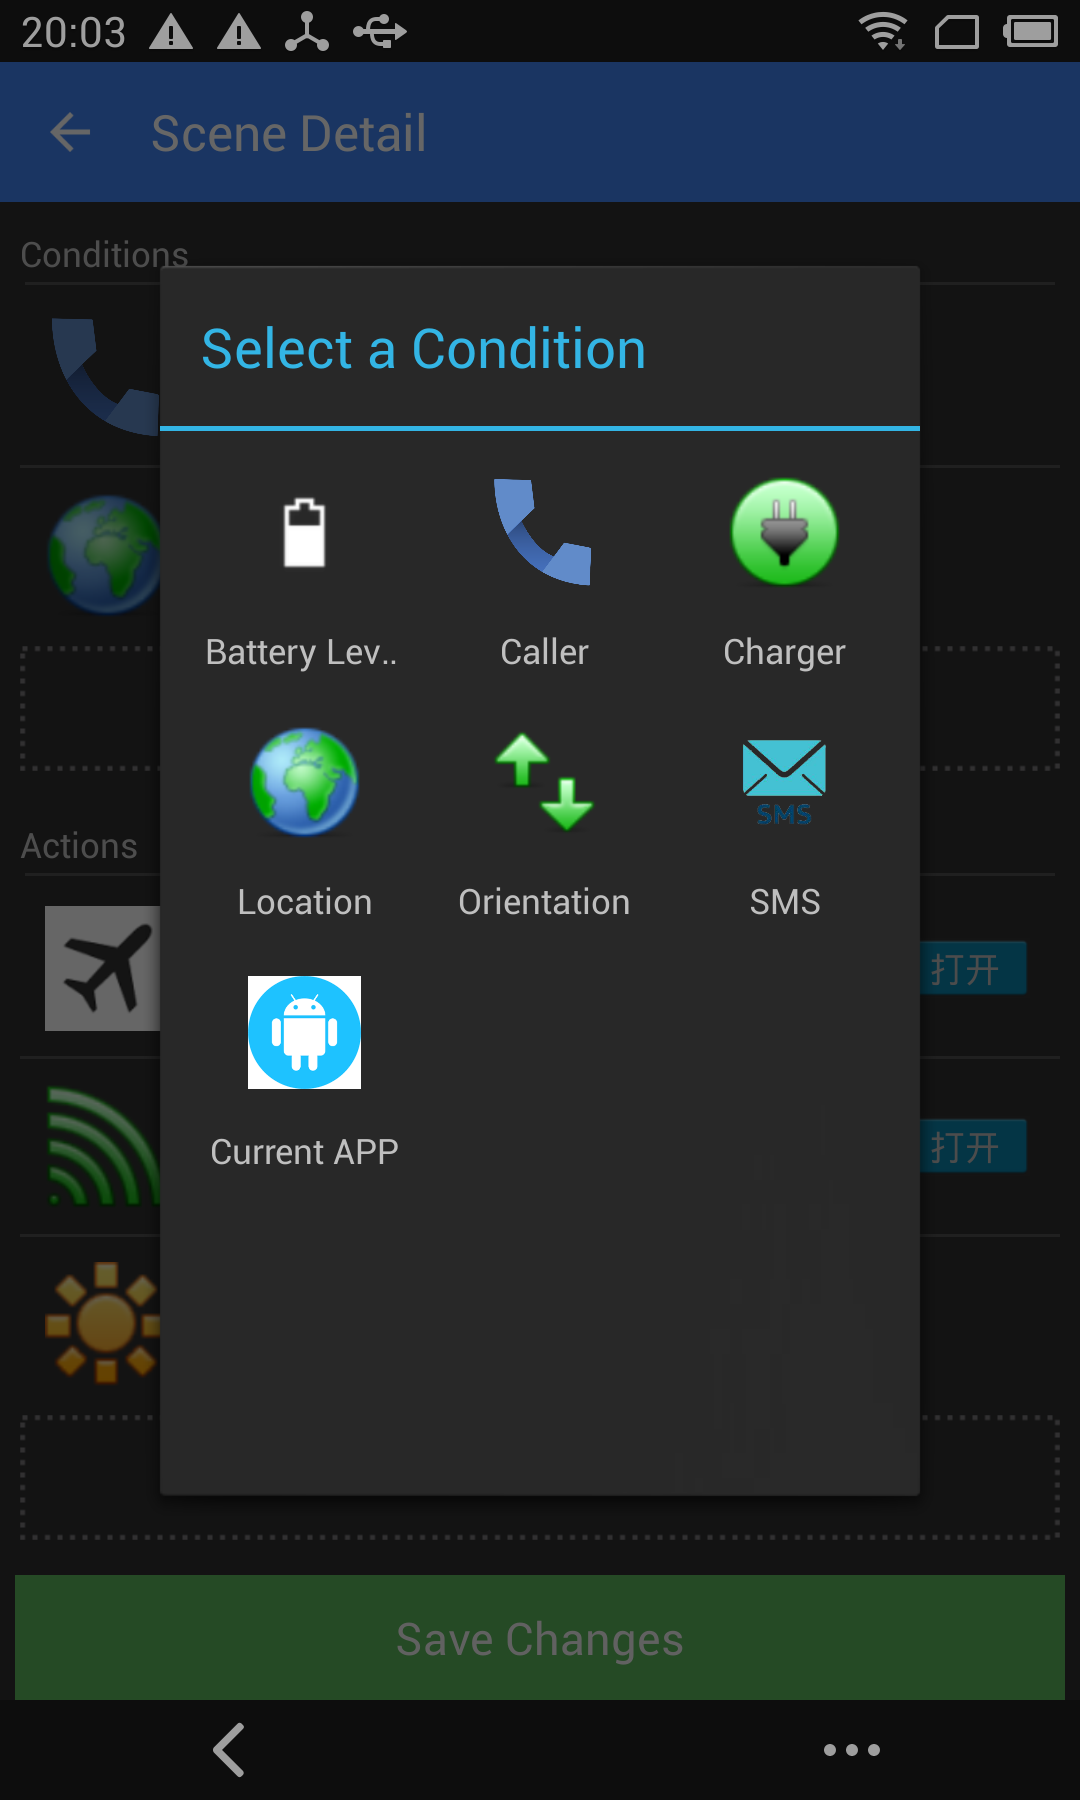 20:03
Scene Detail
Conditions
Select a Condition
Battery Lev..
Caller
Charger
Location
Orientation
SMS
SMS
Current APP
Actions
打开
打开
Save Changes